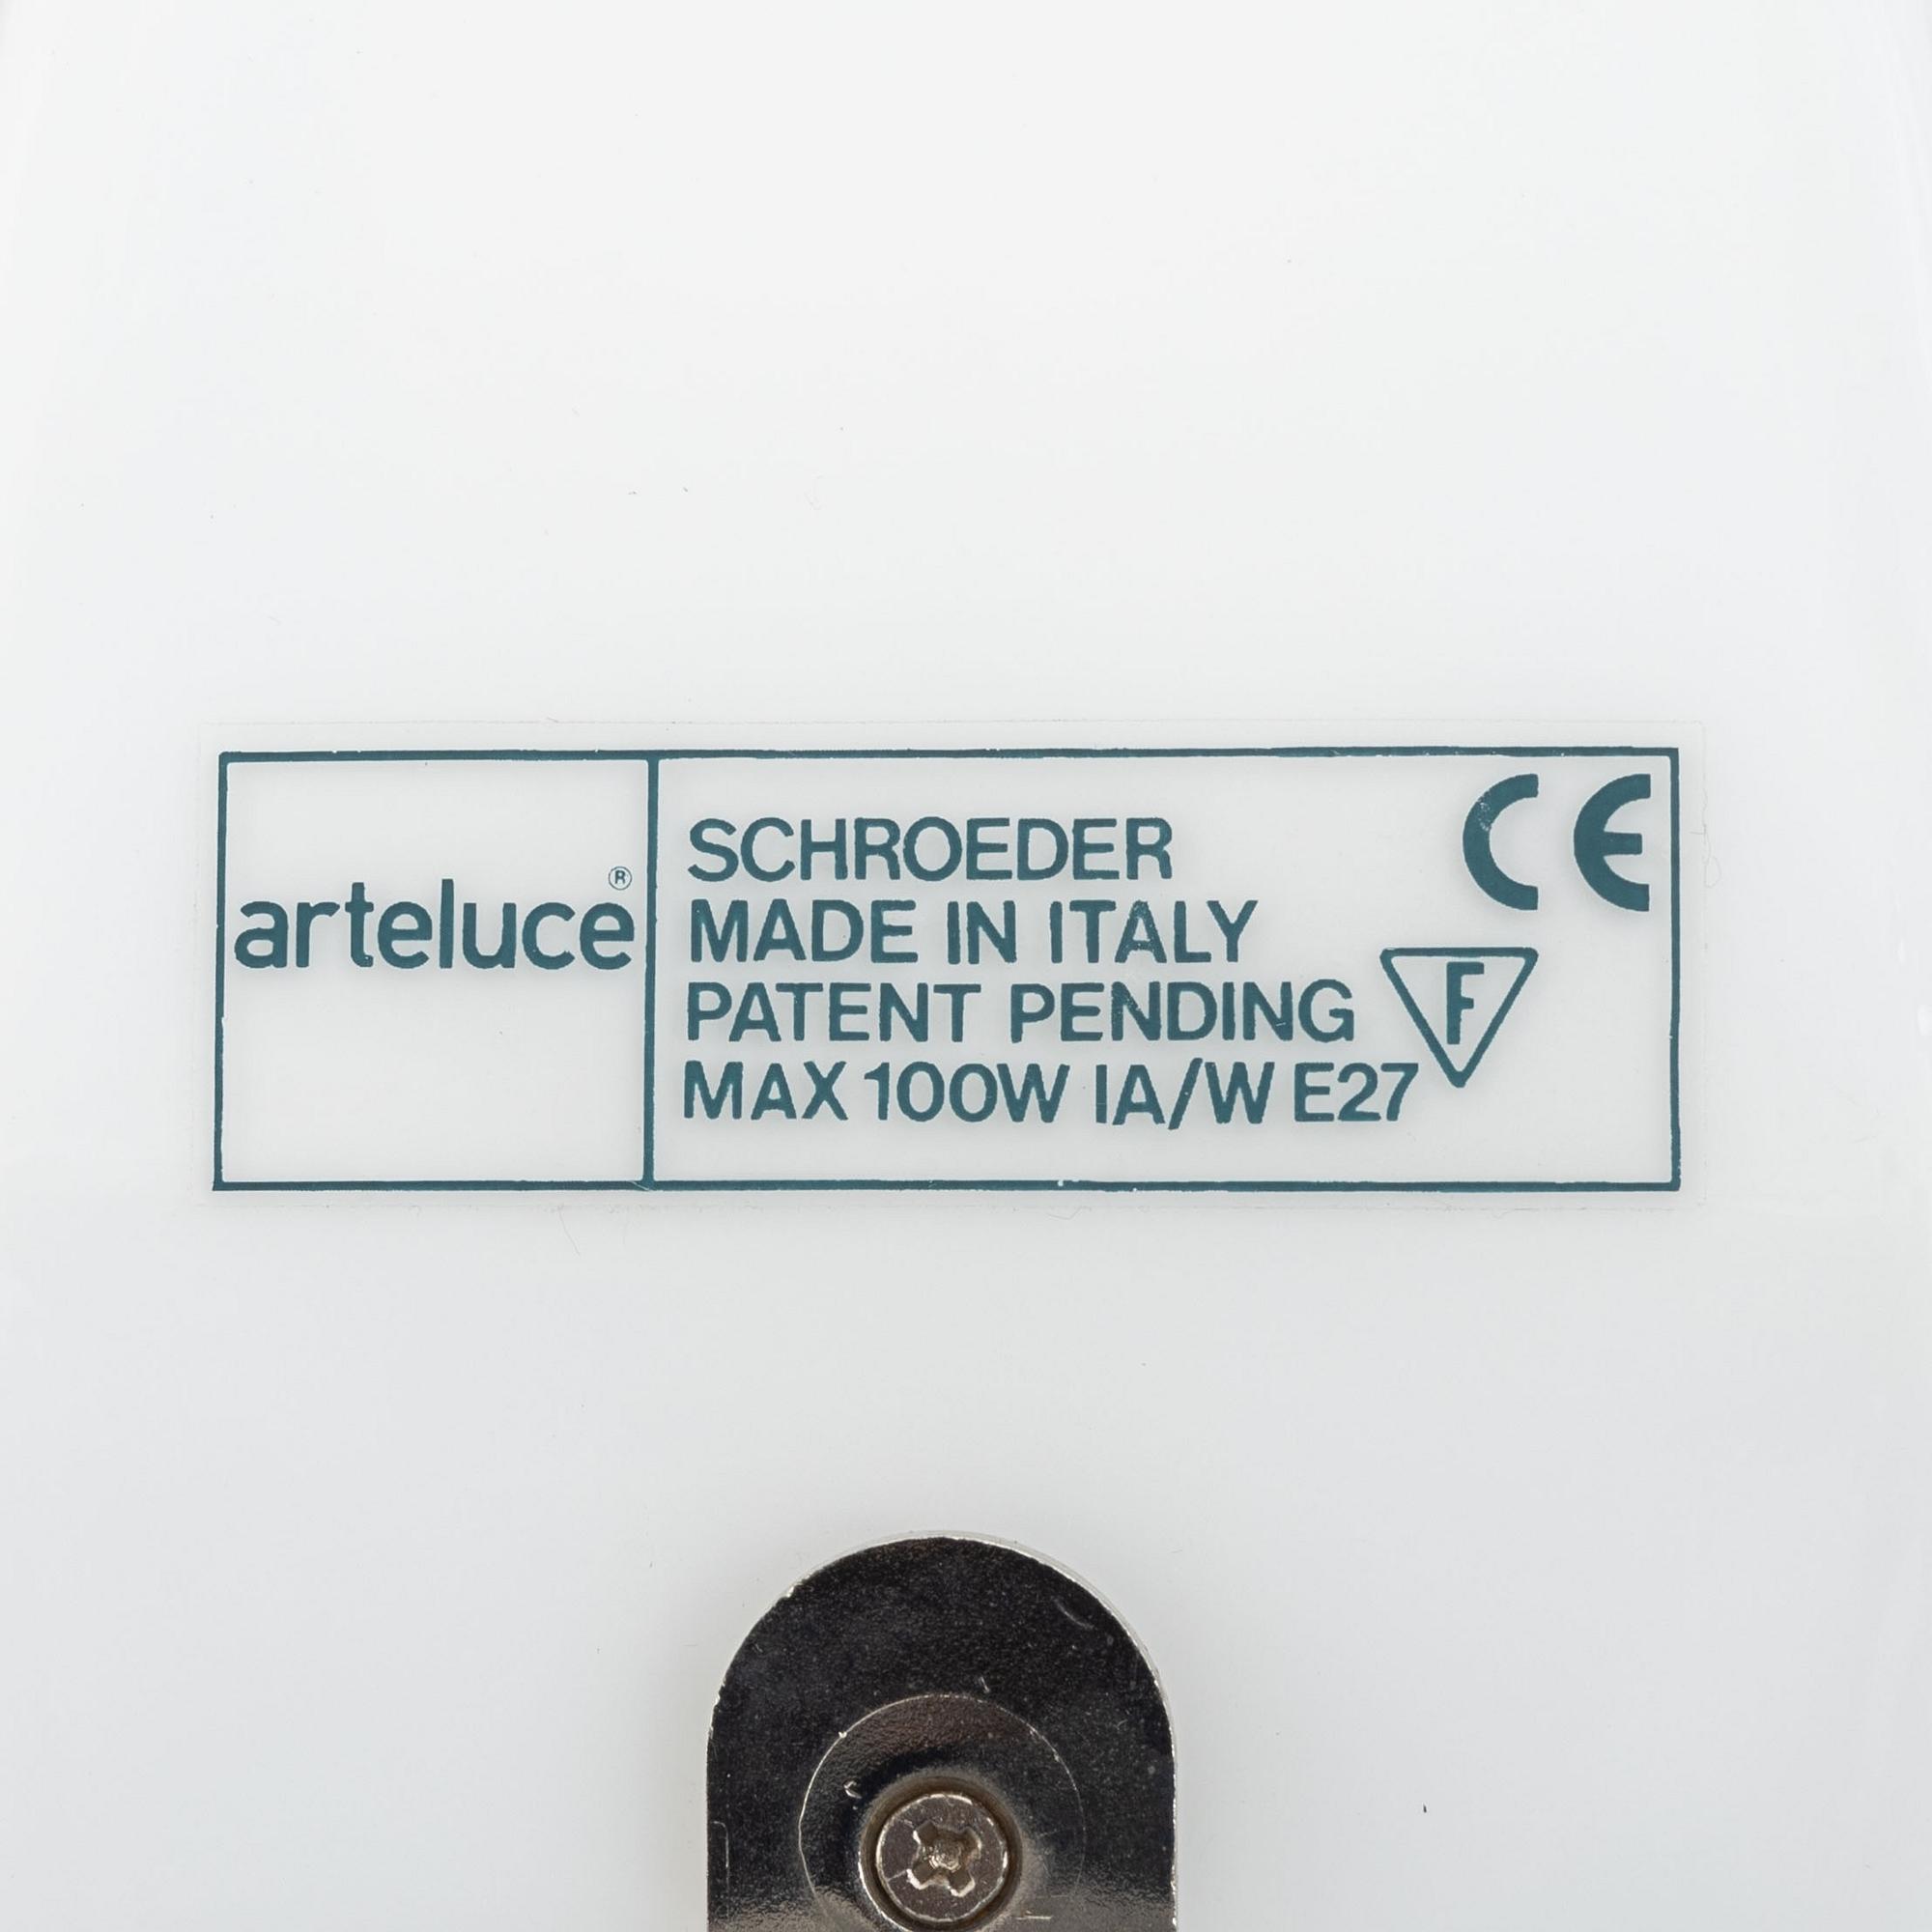 arteluce®
SCHROEDER
MADE IN ITALY
PATENT PENDING
MAX 100W IA/W E27
CE
F